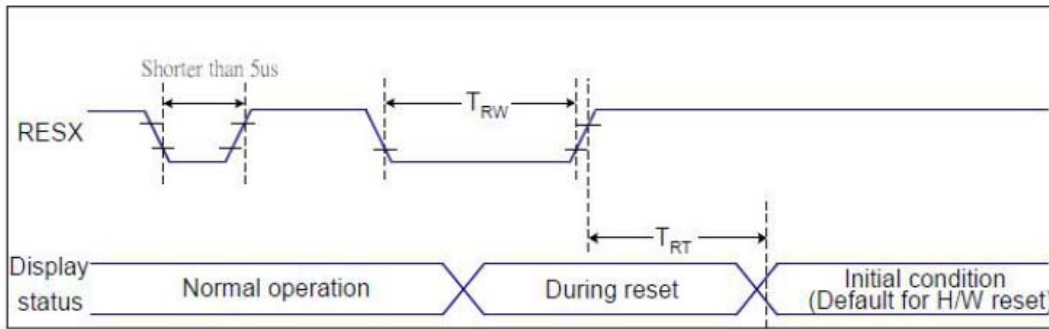 Shorter than 5us
RESX
TRW
TRT
Display
status
Normal operation
During reset
Initial condition
(Default for H/W reset)